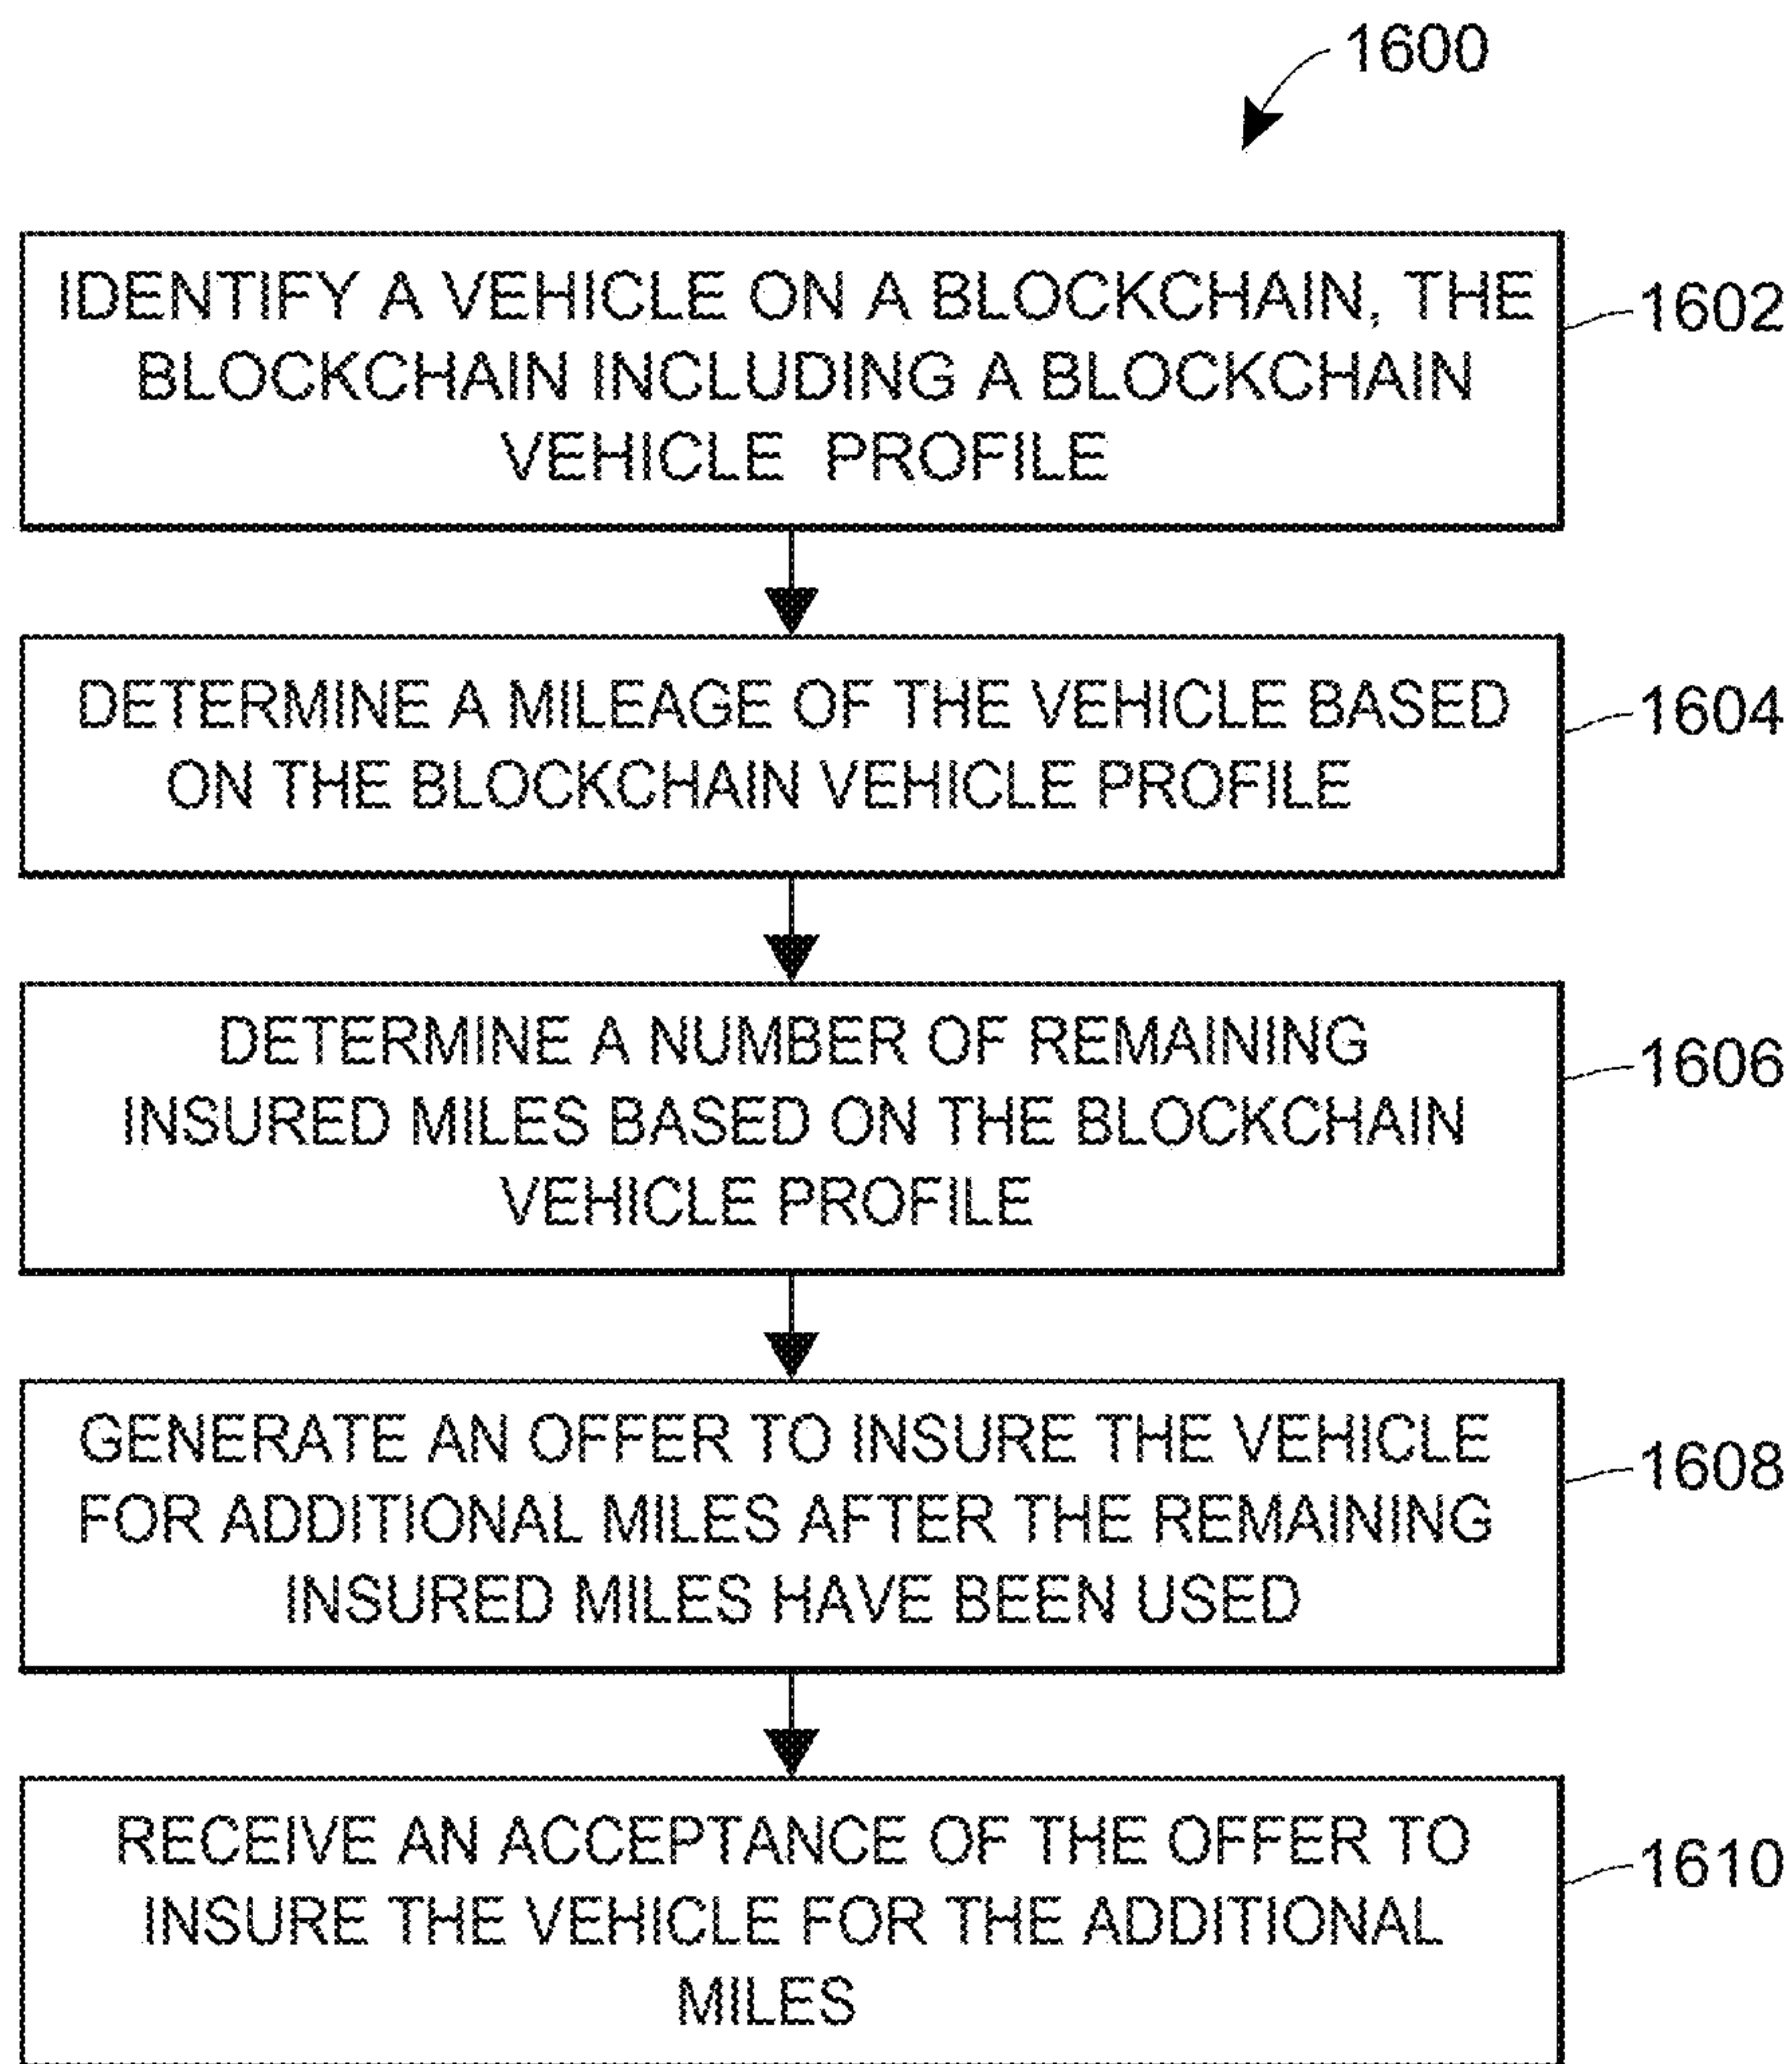 1600
IDENTIFY A VEHICLE ON A BLOCKCHAIN, THE
BLOCKCHAIN INCLUDING A BLOCKCHAIN
VEHICLE PROFILE
1602
DETERMINE A MILEAGE OF THE VEHICLE BASED
ON THE BLOCKCHAIN VEHICLE PROFILE
1604
DETERMINE A NUMBER OF REMAINING
INSURED MILES BASED ON THE BLOCKCHAIN
VEHICLE PROFILE
1606
GENERATE AN OFFER TO INSURE THE VEHICLE
FOR ADDITIONAL MILES AFTER THE REMAINING
INSURED MILES HAVE BEEN USED
1608
RECEIVE AN ACCEPTANCE OF THE OFFER TO
INSURE THE VEHICLE FOR THE ADDITIONAL
MILES
1610